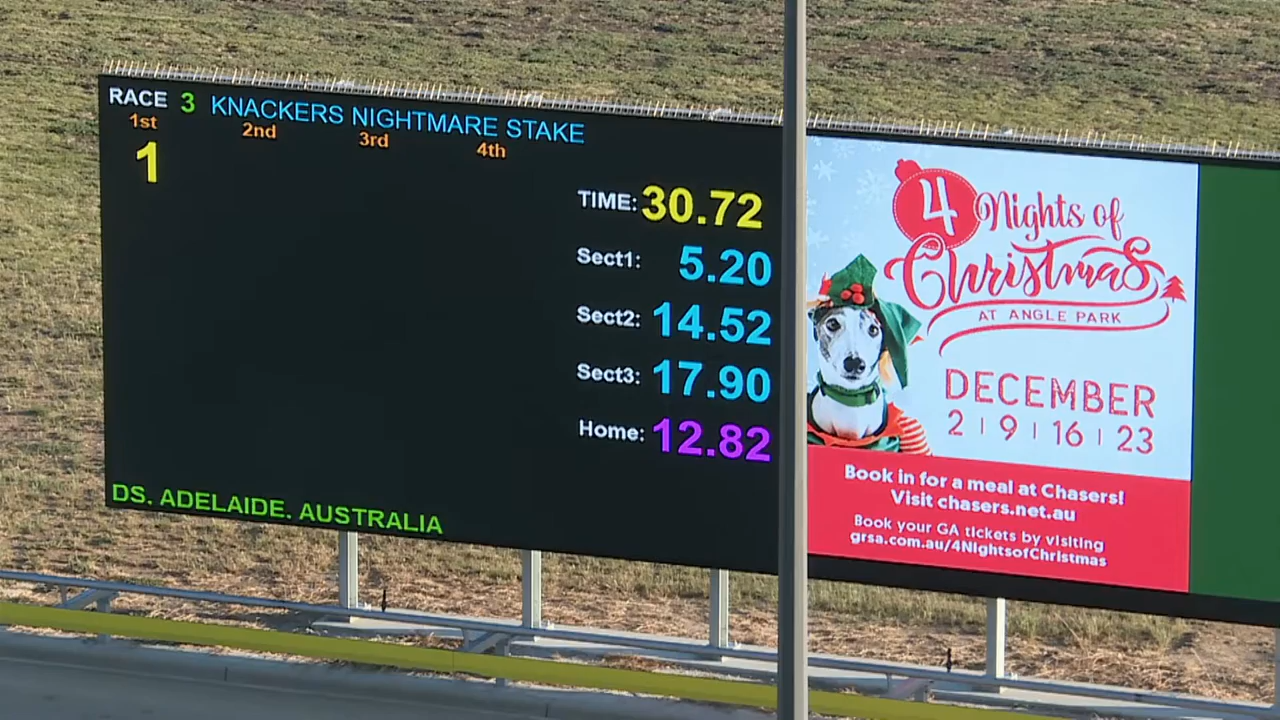 RACE 3 KNACKERS NIGHTMARE STAKE
1st 2nd 3rd 4th
1
TIME: 30.72
Sect1: 5.20
Sect2: 14.52
Sect3: 17.90
Home: 12.82
DS. ADELAIDE. AUSTRALIA
4 Nights of
Christmas
AT ANGLE PARK
DECEMBER
2 | 9 | 16 | 23
Book in for a meal at Chasers!
Visit chasers.net.au
Book your GA tickets by visiting
grsa.com.au/4NightsofChristmas